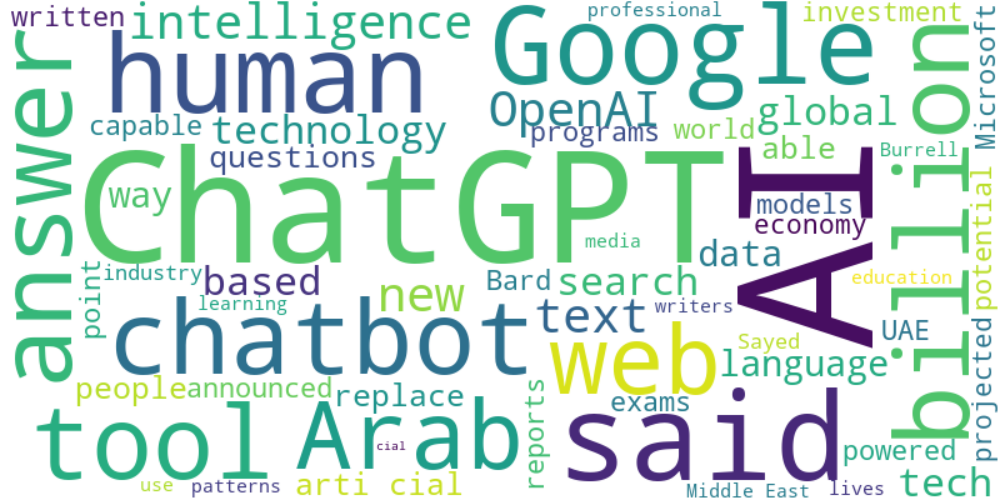 written
intelligence
professional
investment
Google
human
answer
Microsoft
billion
OpenAI
global
capable
technology
programs
world
able
questions
Burrell
ChatGPT
AI
way
models
economy
potential
media
data
point
industry
based
Bard
search
education
learning
new
text
writers
UAE
projected
chatbot
web
Sayed
language
people
announced
replace
reports
exams
tool
Arab
said
cial
powered
use
patterns
arti cial
Middle East
lives
tech